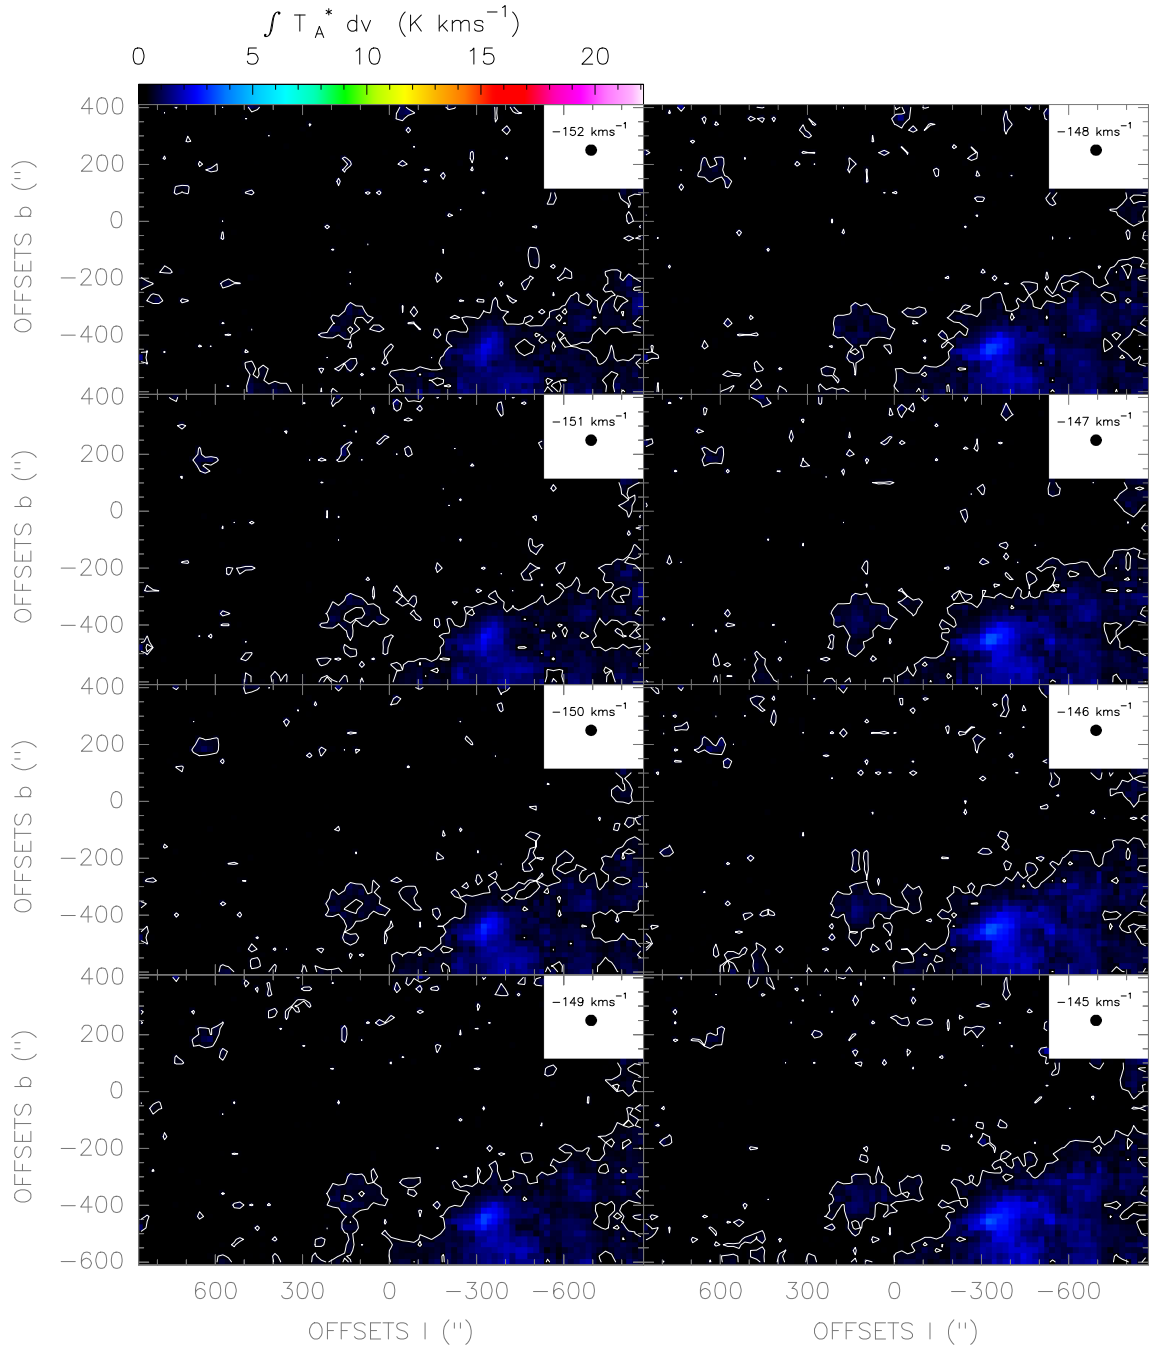 ∫ T_A^* dv (K kms^−1)
0 5 10 15 20
400 −152 kms^−1 −148 kms^−1
200
0
−200
−400
OFFSETS b (")
400 −151 kms^−1 −147 kms^−1
200
0
−200
−400
OFFSETS b (")
400 −150 kms^−1 −146 kms^−1
200
0
−200
−400
OFFSETS b (")
400 −149 kms^−1 −145 kms^−1
200
0
−200
−400
−600
OFFSETS b (")
600 300 0 −300 −600 600 300 0 −300 −600
OFFSETS l (") OFFSETS l (")